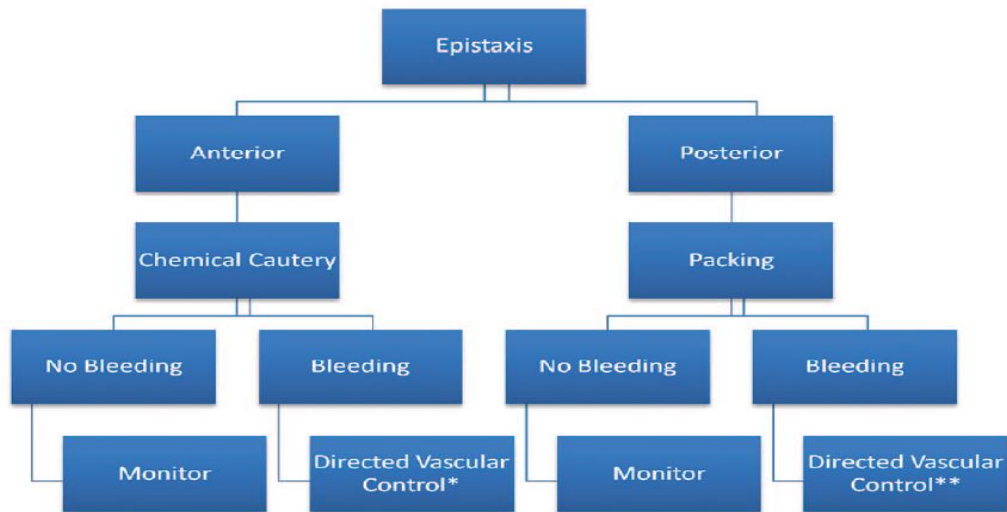 Epistaxis
Anterior
Posterior
Chemical Cautery
Packing
No Bleeding
Bleeding
No Bleeding
Bleeding
Monitor
Directed Vascular
Control*
Monitor
Directed Vascular
Control**